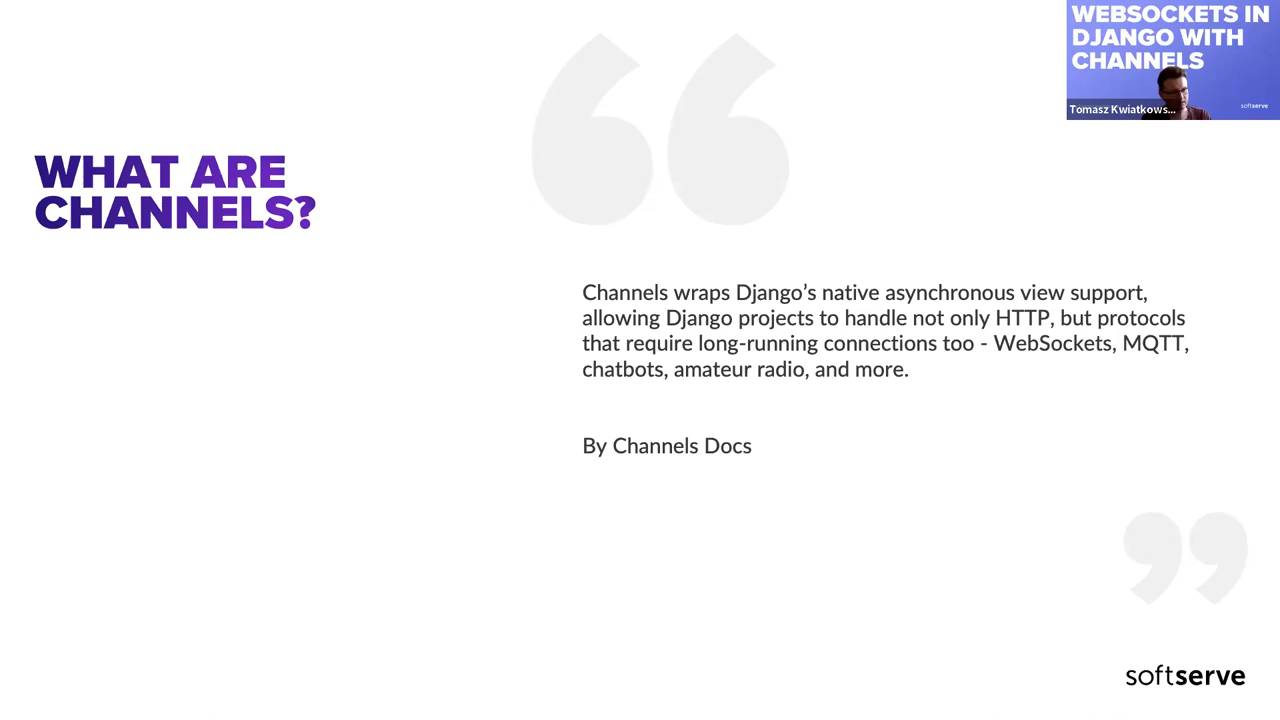 WEBSOCKETS IN
DJANGO WITH
CHANNELS
softserve
Tomasz Kwiatkows...
WHAT ARE
CHANNELS?
Channels wraps Django’s native asynchronous view support,
allowing Django projects to handle not only HTTP, but protocols
that require long-running connections too - WebSockets, MQTT,
chatbots, amateur radio, and more.
By Channels Docs
softserve